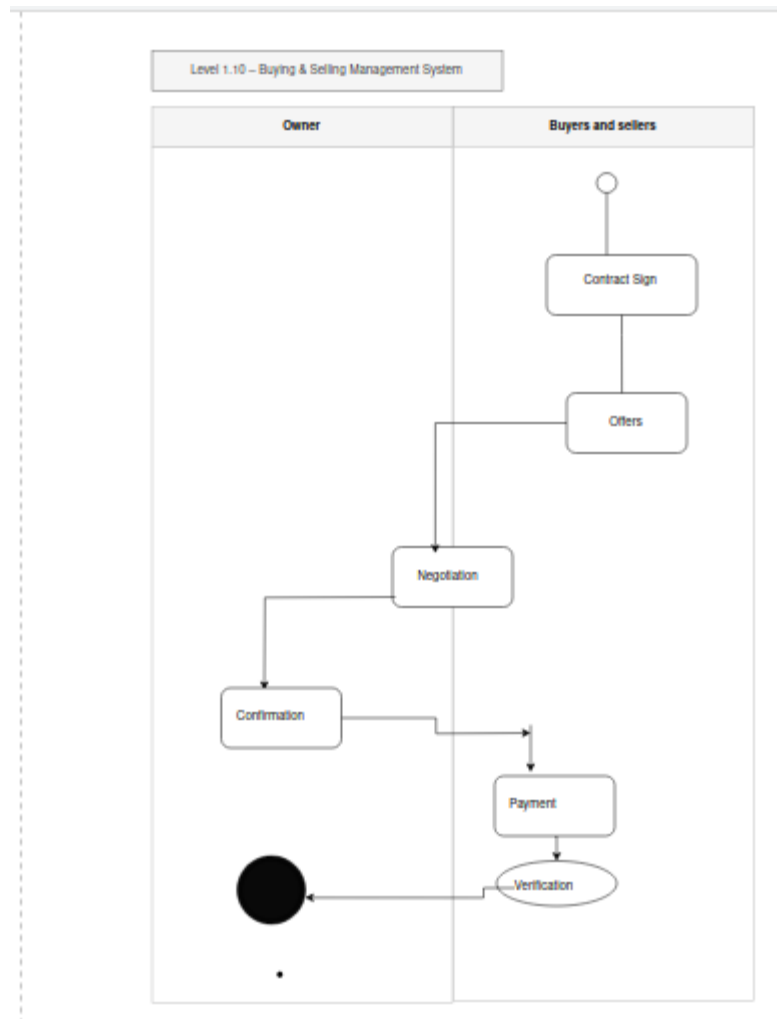 Level 1.10 – Buying & Selling Management System
Owner
Buyers and sellers
Contract Sign
Offers
Negotiation
Confirmation
Payment
Verification